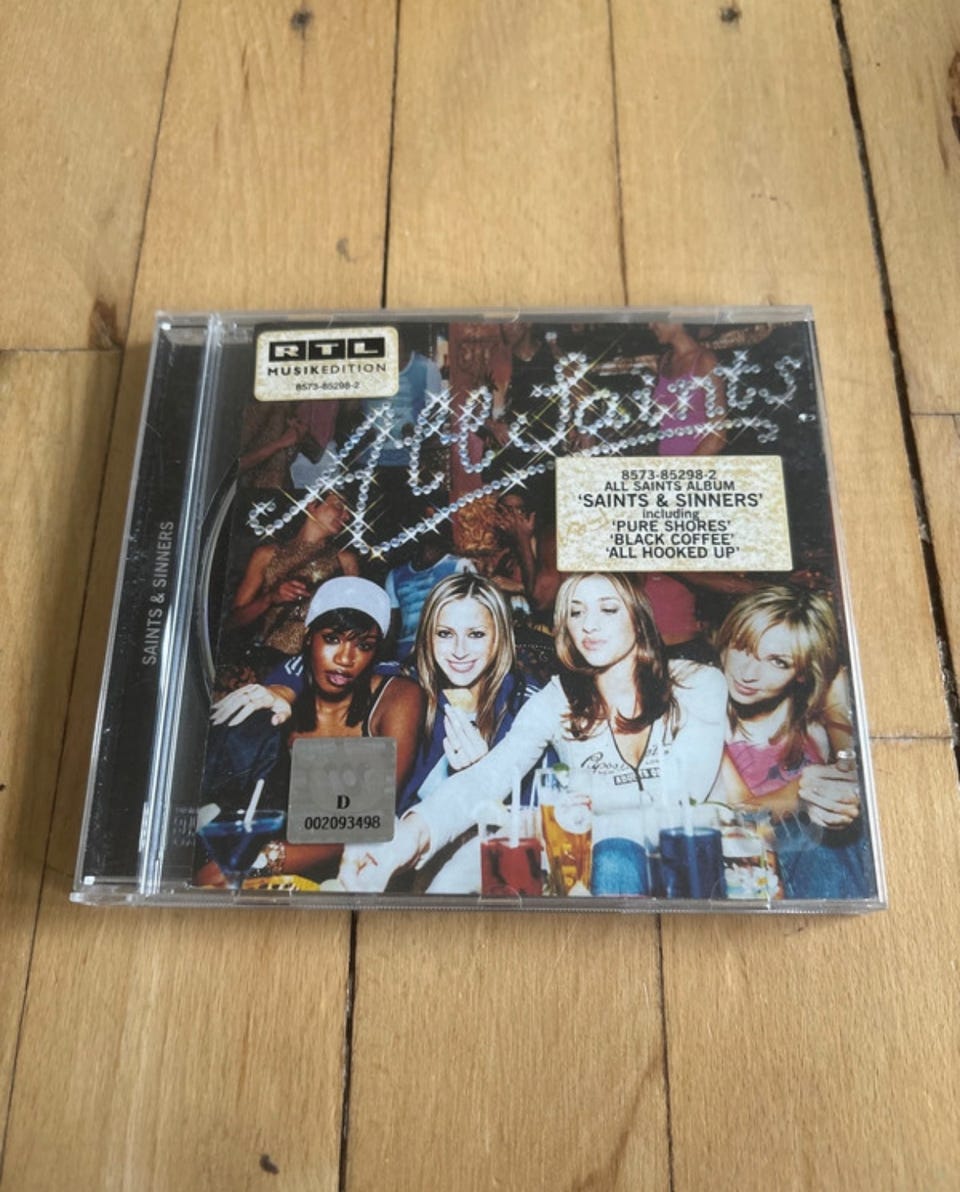 RTL
MUSIKEDITION
8573-85298-2
All Saints
8573-85298-2
ALL SAINTS ALBUM
'SAINTS & SINNERS'
including
'PURE SHORES'
'BLACK COFFEE'
'ALL HOOKED UP'
SAINTS & SINNERS
D
002093498